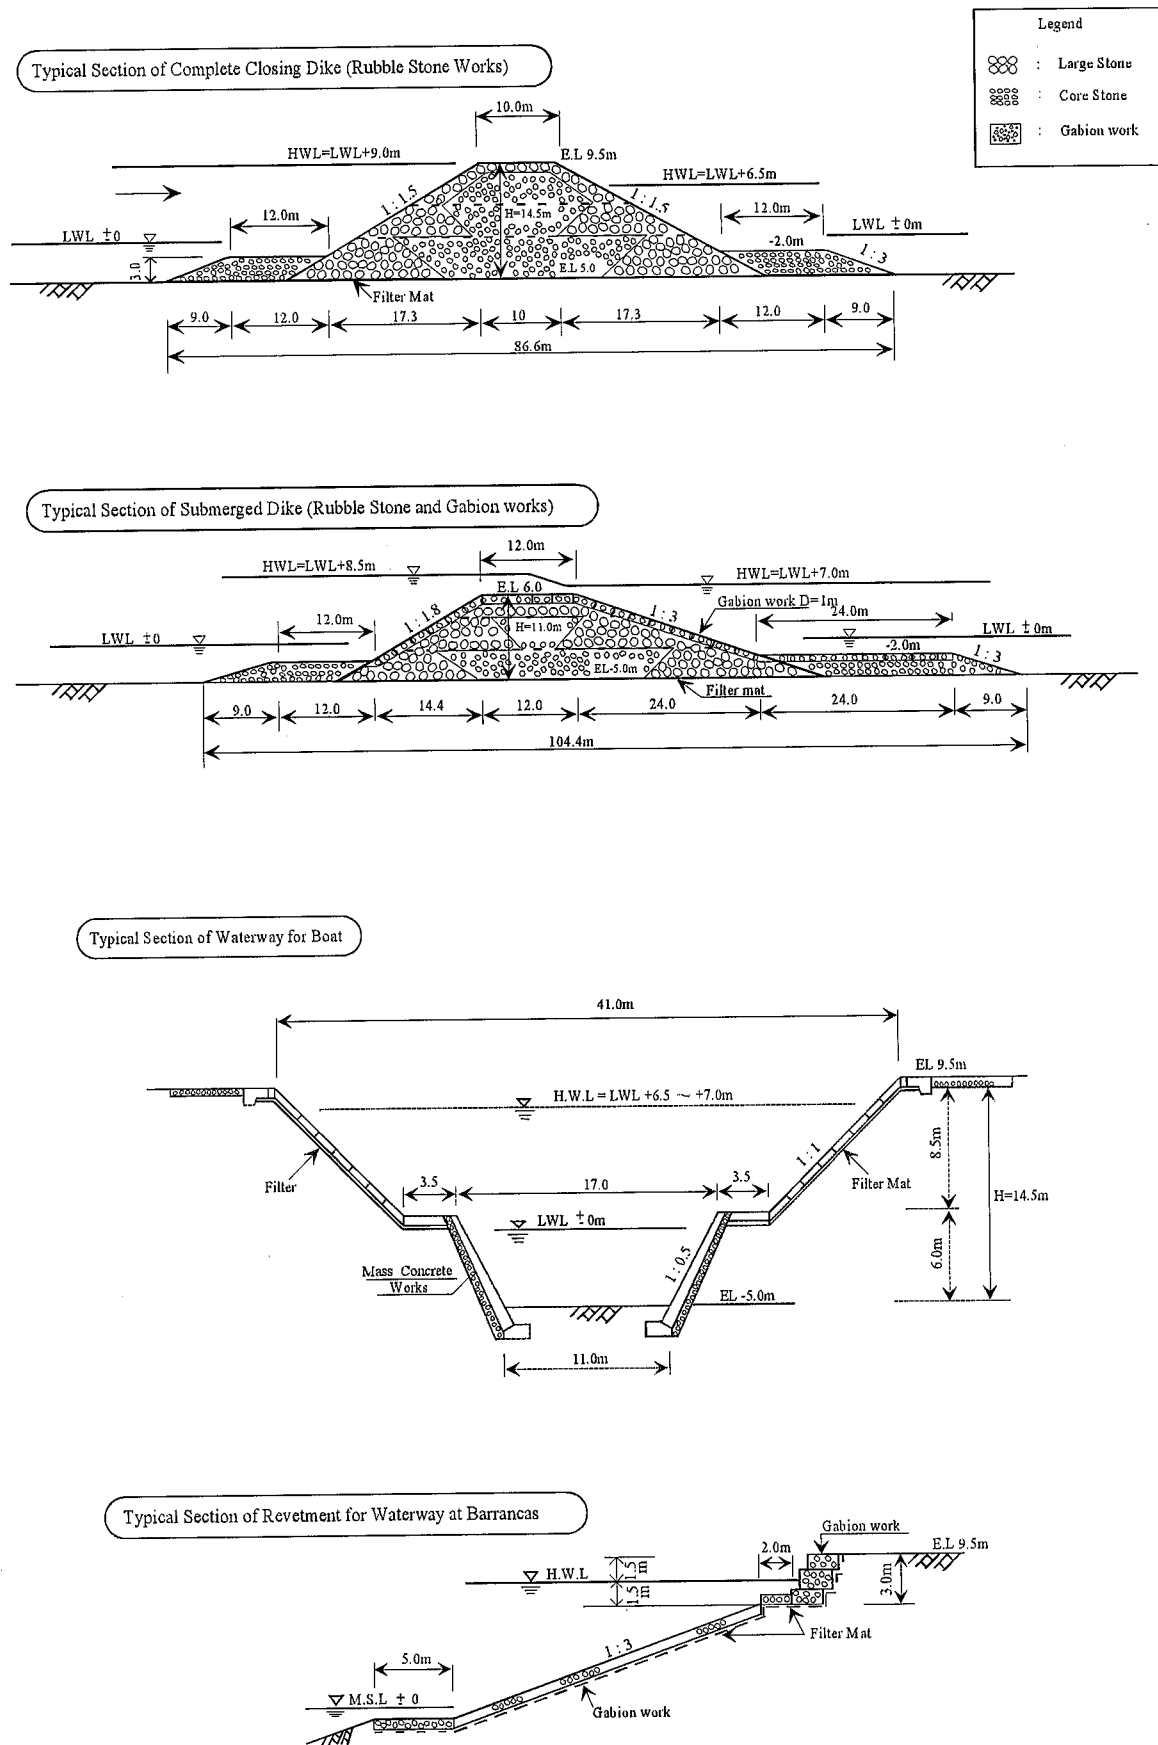 Legend
: Large Stone
: Core Stone
: Gabion work
Typical Section of Complete Closing Dike (Rubble Stone Works)
10.0m
HWL=LWL+9.0m
E.L 9.5m
HWL=LWL+6.5m
1 : 1.5
1 : 1.5
12.0m
H=14.5m
12.0m
LWL ±0
LWL ±0m
-2.0m
1 : 3
3.0
E.L 5.0
Filter Mat
9.0
12.0
17.3
10
17.3
12.0
9.0
86.6m
Typical Section of Submerged Dike (Rubble Stone and Gabion works)
12.0m
HWL=LWL+8.5m
HWL=LWL+7.0m
E.L 6.0
Gabion work D=1m
1 : 1.8
1 : 3
24.0m
12.0m
H=11.0m
LWL ±0
LWL ±0m
-2.0m
1 : 3
EL-5.0m
Filter mat
9.0
12.0
14.4
12.0
24.0
24.0
9.0
104.4m
Typical Section of Waterway for Boat
41.0m
EL 9.5m
H.W.L = LWL +6.5 ~ +7.0m
8.5m
1 : 1
Filter
Filter Mat
3.5
17.0
3.5
H=14.5m
LWL ±0m
6.0m
1 : 0.5
Mass Concrete
Works
EL -5.0m
11.0m
Typical Section of Revetment for Waterway at Barrancas
Gabion work
2.0m
E.L 9.5m
1.5
m
H.W.L
3.0m
1.5
m
Filter Mat
1 : 3
5.0m
M.S.L ± 0
Gabion work